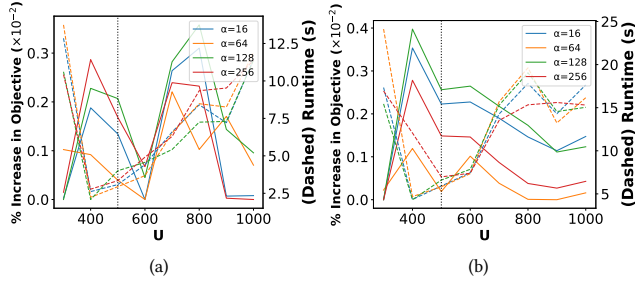 % Increase in Objective (×10⁻²)
0.3
0.2
0.1
0.0
α=16
α=64
α=128
α=256
12.5
10.0
7.5
5.0
2.5
(Dashed) Runtime (s)
400 600 800 1000
U
(a)
% Increase in Objective (×10⁻²)
0.4
0.3
0.2
0.1
0.0
α=16
α=64
α=128
α=256
25
20
15
10
5
(Dashed) Runtime (s)
400 600 800 1000
U
(b)